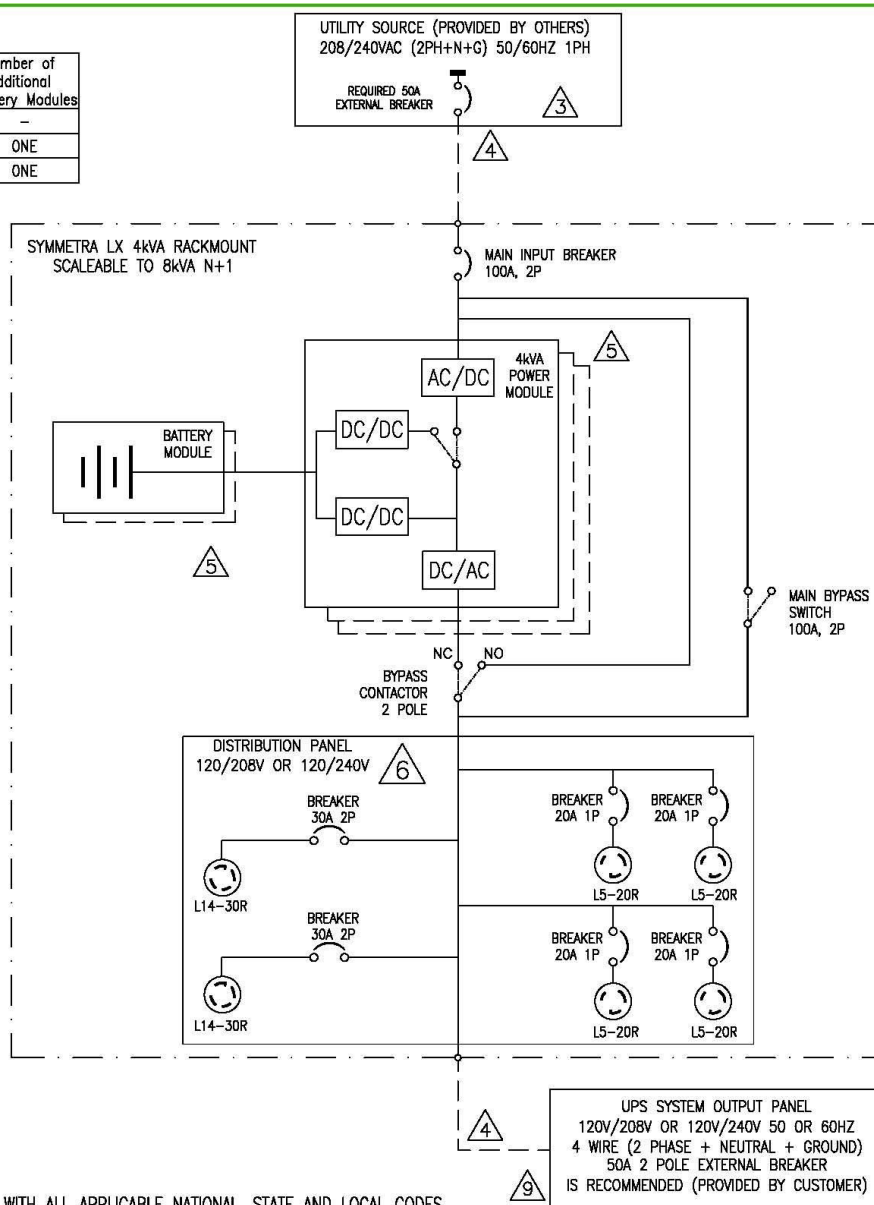 UTILITY SOURCE (PROVIDED BY OTHERS)
208/240VAC (2PH+N+G) 50/60HZ 1PH
REQUIRED 50A
EXTERNAL BREAKER
3
4
mber of
dditional
ery Modules
-
ONE
ONE
SYMMETRA LX 4kVA RACKMOUNT
SCALEABLE TO 8kVA N+1
MAIN INPUT BREAKER
100A, 2P
5
4kVA
POWER
MODULE
AC/DC
DC/DC
DC/DC
DC/AC
BATTERY
MODULE
5
MAIN BYPASS
SWITCH
100A, 2P
NC
NO
BYPASS
CONTACTOR
2 POLE
DISTRIBUTION PANEL
120/208V OR 120/240V
6
BREAKER
30A 2P
L14-30R
BREAKER
20A 1P
L5-20R
BREAKER
20A 1P
L5-20R
BREAKER
30A 2P
L14-30R
BREAKER
20A 1P
L5-20R
BREAKER
20A 1P
L5-20R
4
UPS SYSTEM OUTPUT PANEL
120V/208V OR 120V/240V 50 OR 60HZ
4 WIRE (2 PHASE + NEUTRAL + GROUND)
50A 2 POLE EXTERNAL BREAKER
IS RECOMMENDED (PROVIDED BY CUSTOMER)
9
WITH ALL APPLICABLE NATIONAL, STATE AND LOCAL CODES